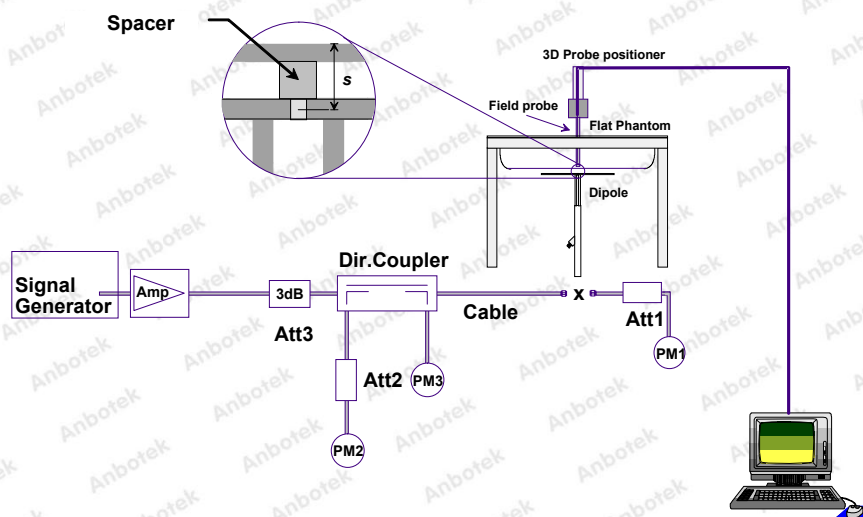 Spacer
s
3D Probe positioner
Field probe
Flat Phantom
Dipole
Signal
Generator
Amp
3dB
Att3
Dir.Coupler
Cable
x
Att1
PM1
Att2
PM3
PM2
Anbotek